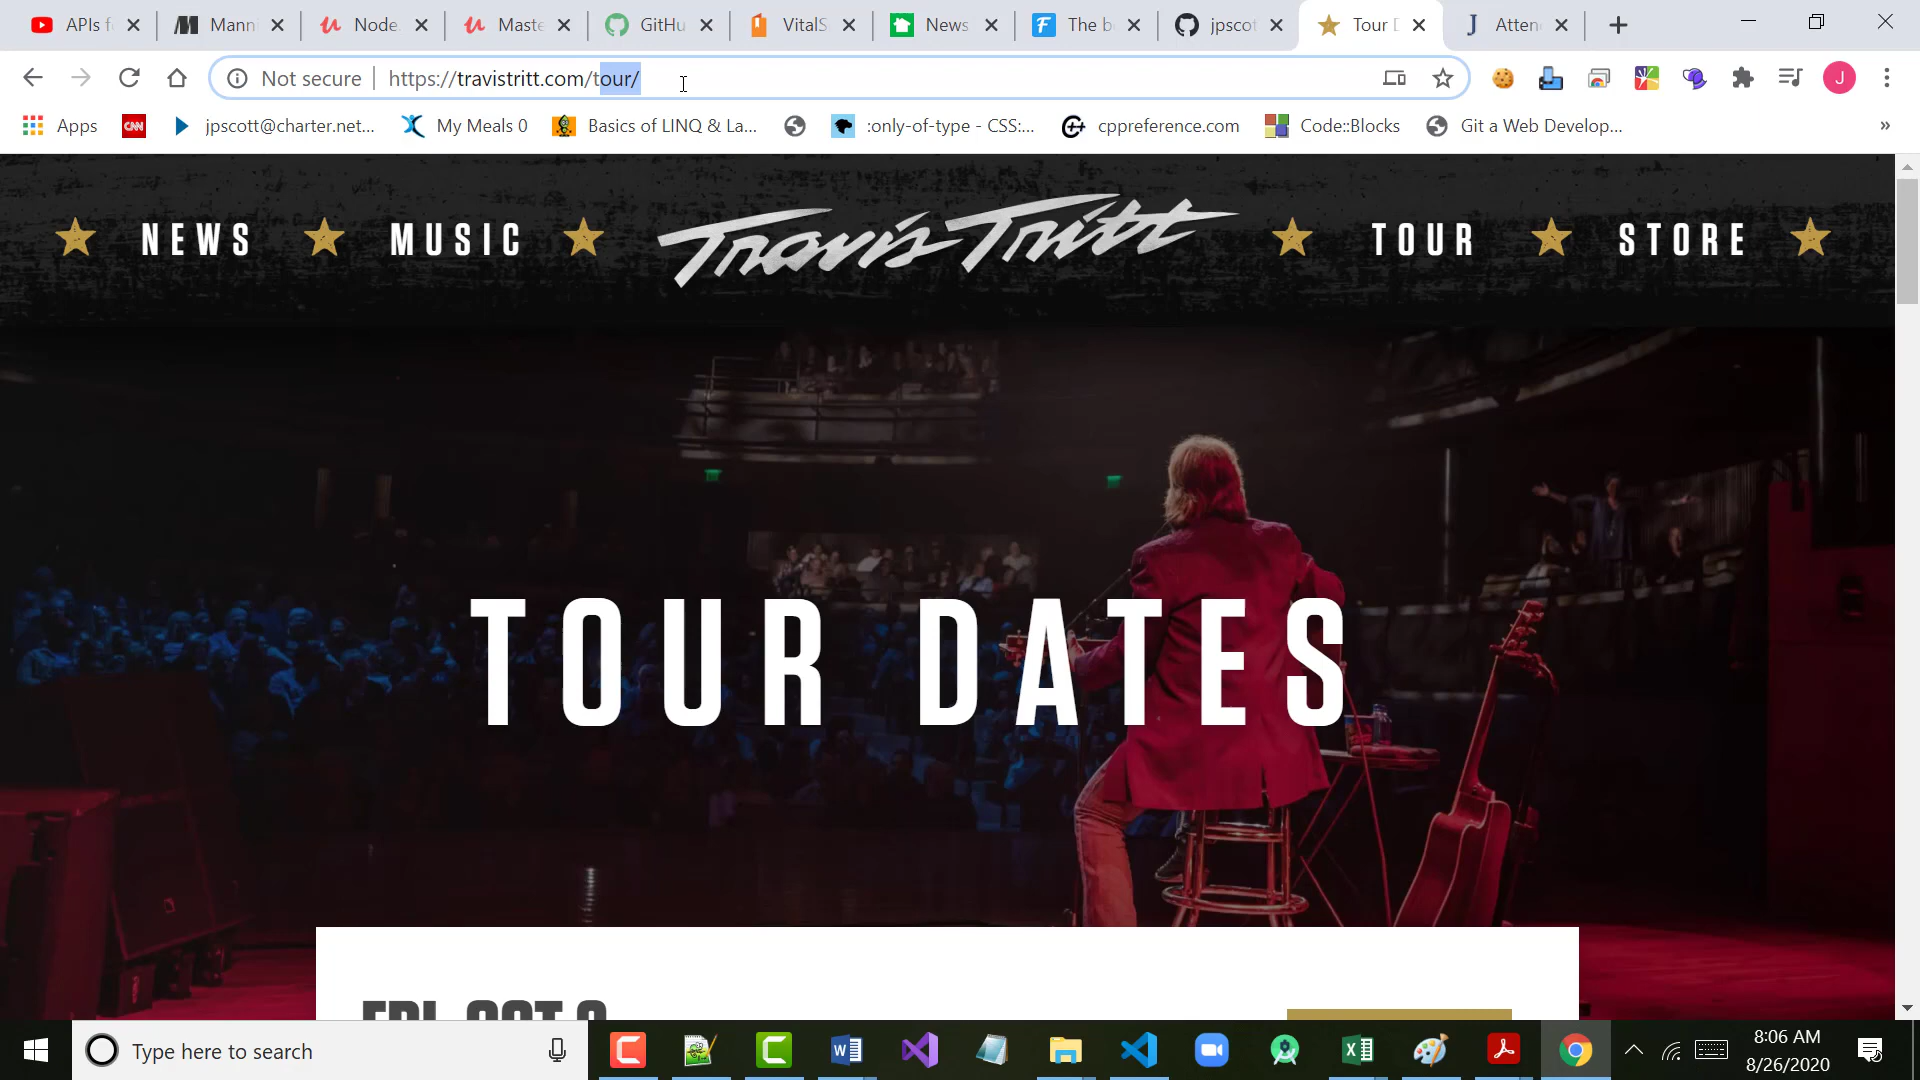 APIs f
Mann
Node.
Maste
GitHu
VitalS
News
The b
jpscot
Tour D
Atten
Not secure
https://travistritt.com/tour/
Apps
CNN
jpscott@charter.net...
My Meals 0
Basics of LINQ & La...
:only-of-type - CSS:...
cppreference.com
Code::Blocks
Git a Web Develop...
NEWS
MUSIC
Travis Tritt
TOUR
STORE
TOUR DATES
Type here to search
8:06 AM
8/26/2020